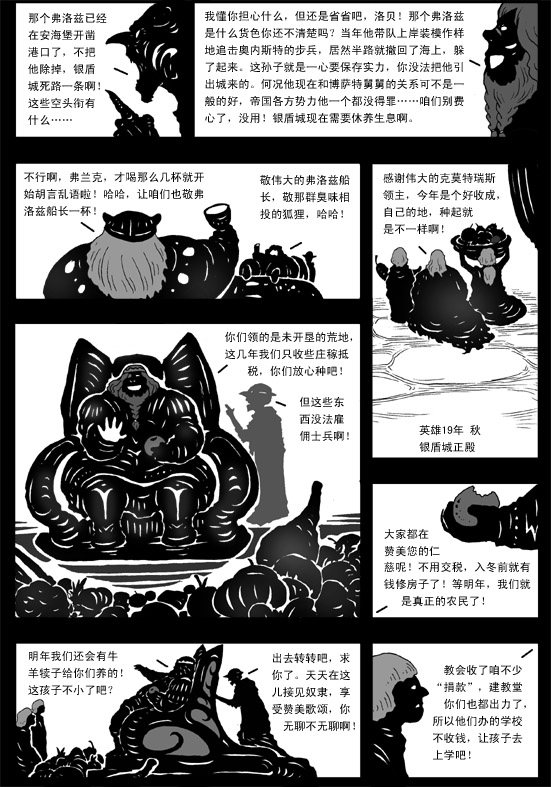 那个弗洛兹已经
在安海堡开凿
港口了，不把
他除掉，银盾
城死路一条啊！
这些空头衔有
什么……
我懂你担心什么，但还是省省吧，洛贝！那个弗洛兹
是什么货色你还不清楚吗？当年他带队上岸装模作样
地追击奥内斯特的步兵，居然半路就撤回了海上，躲
了起来。这孙子就是一心要保存实力，你没法把他引
出城来的。何况他现在和博萨特舅舅的关系可不是一
般的好，帝国各方势力他一个都没得罪……咱们别费
心了，没用！银盾城现在需要休养生息啊。
不行啊，弗兰克，才喝那么几杯就开
始胡言乱语啦！哈哈，让咱们也敬弗
洛兹船长一杯！
敬伟大的弗洛兹船
长，敬那群臭味相
投的狐狸，哈哈！
感谢伟大的克莫特瑞斯
领主，今年是个好收成，
自己的地，种起就
是不一样啊！
英雄19年 秋
银盾城正殿
你们领的是未开垦的荒地，
这几年我们只收些庄稼抵
税，你们放心种吧！
但这些东
西没法雇
佣士兵啊！
大家都在
赞美您的仁
慈呢！不用交税，入冬前就有
钱修房子了！等明年，我们就
是真正的农民了！
明年我们还会有牛
羊犊子给你们养的！
这孩子不小了吧？
出去转转吧，求
你了。天天在这
儿接见奴隶，享
受赞美歌颂，你
无聊不无聊啊！
教会收了咱不少
“捐款”，建教堂
你们也都出力了，
所以他们办的学校
不收钱，让孩子去
上学吧！